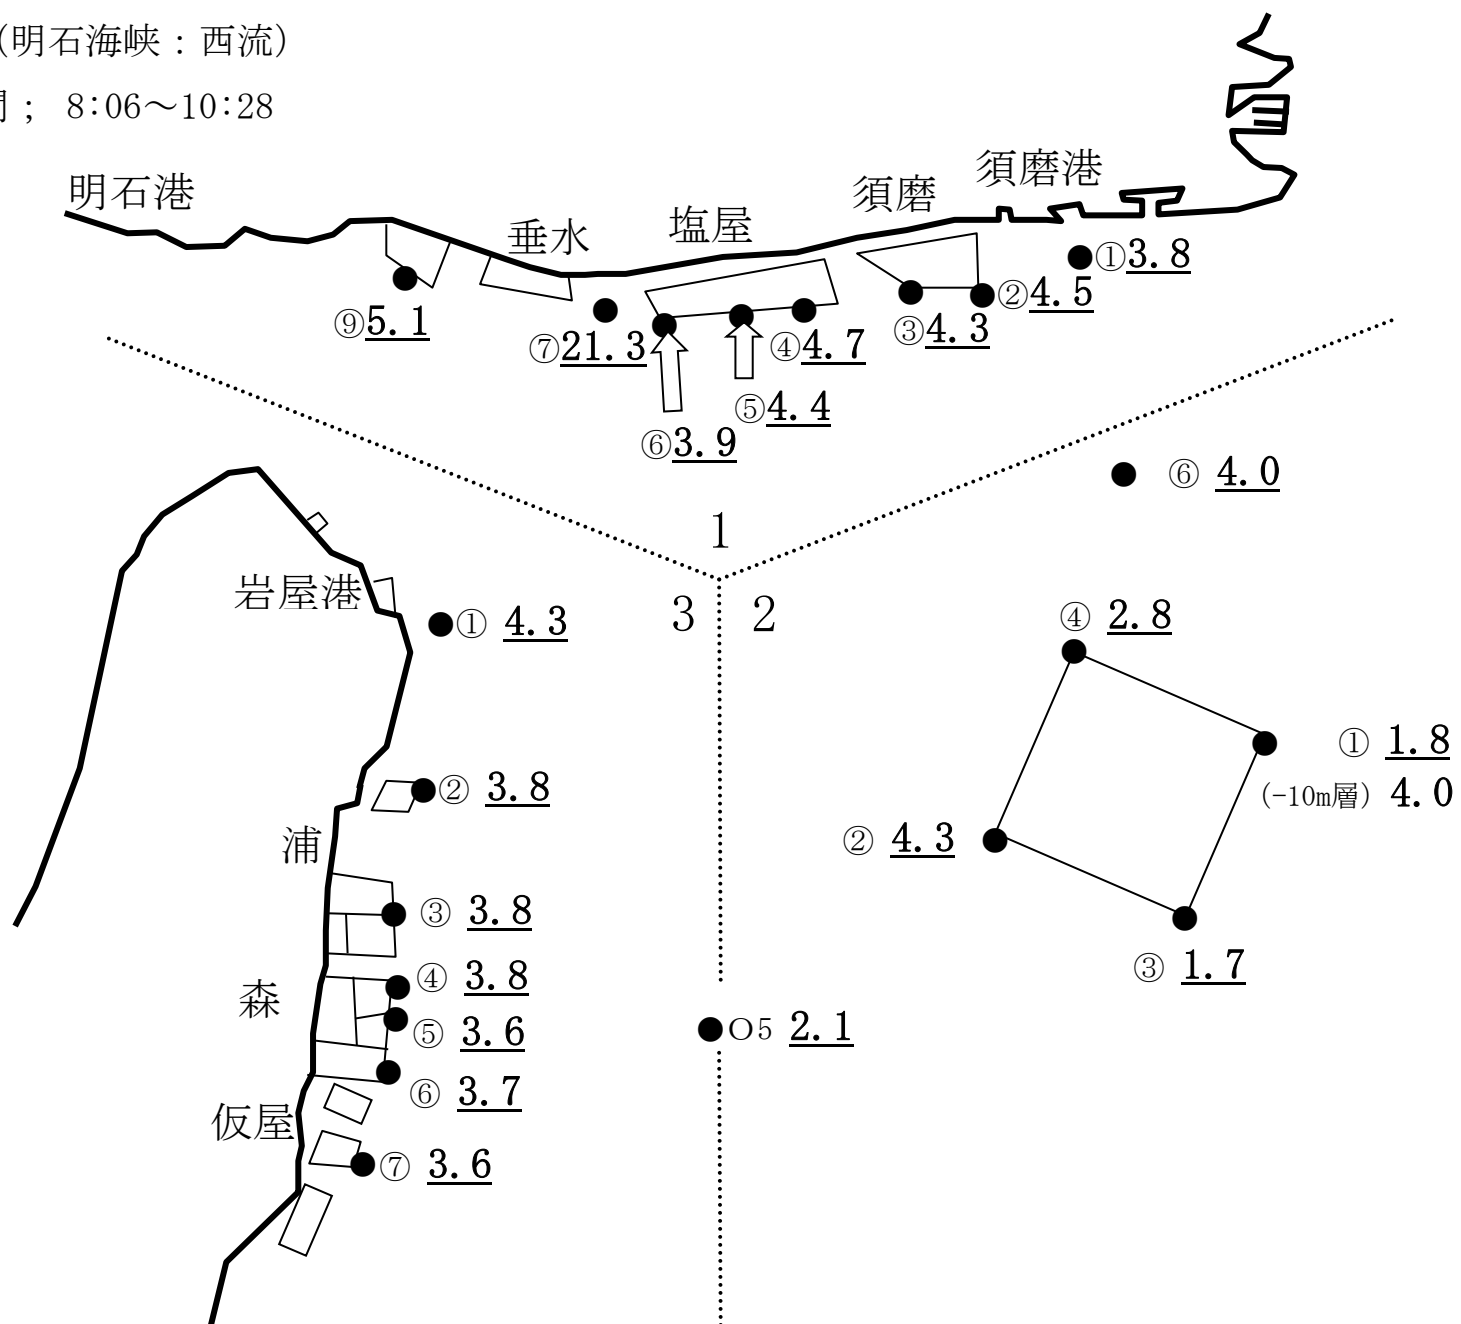 (明石海峡：西流)
間； 8:06～10:28
明石港
垂水
塩屋
須磨
須磨港
①3.8
②4.5
③4.3
④4.7
⑤4.4
⑥3.9
⑦21.3
⑨5.1
1
3 2
⑥ 4.0
④ 2.8
① 1.8
(-10m層) 4.0
② 4.3
③ 1.7
○5 2.1
岩屋港
① 4.3
② 3.8
浦
③ 3.8
森
④ 3.8
⑤ 3.6
⑥ 3.7
仮屋
⑦ 3.6